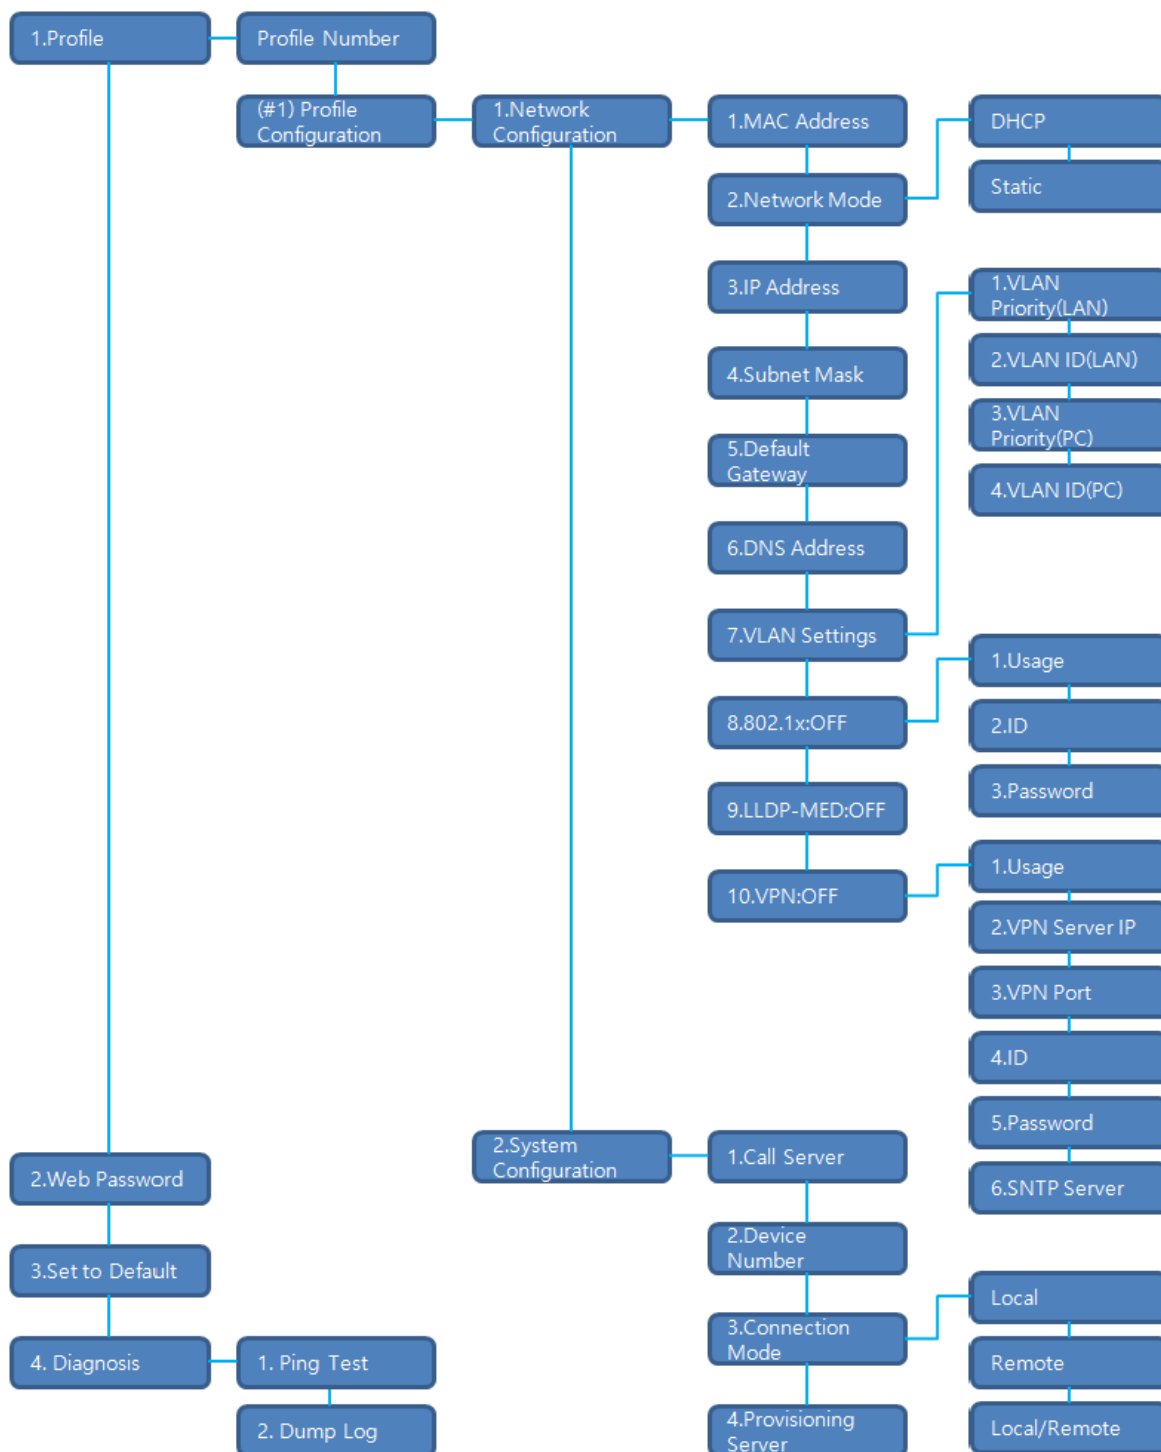 1.Profile
Profile Number
(#1) Profile
Configuration
1.Network
Configuration
1.MAC Address
DHCP
Static
2.Network Mode
3.IP Address
1.VLAN
Priority(LAN)
2.VLAN ID(LAN)
3.VLAN
Priority(PC)
4.VLAN ID(PC)
4.Subnet Mask
5.Default
Gateway
6.DNS Address
7.VLAN Settings
8.802.1x:OFF
1.Usage
2.ID
3.Password
9.LLDP-MED:OFF
10.VPN:OFF
1.Usage
2.VPN Server IP
3.VPN Port
4.ID
5.Password
6.SNTP Server
2.System
Configuration
1.Call Server
2.Device
Number
3.Connection
Mode
Local
Remote
Local/Remote
4.Provisioning
Server
2.Web Password
3.Set to Default
4. Diagnosis
1. Ping Test
2. Dump Log